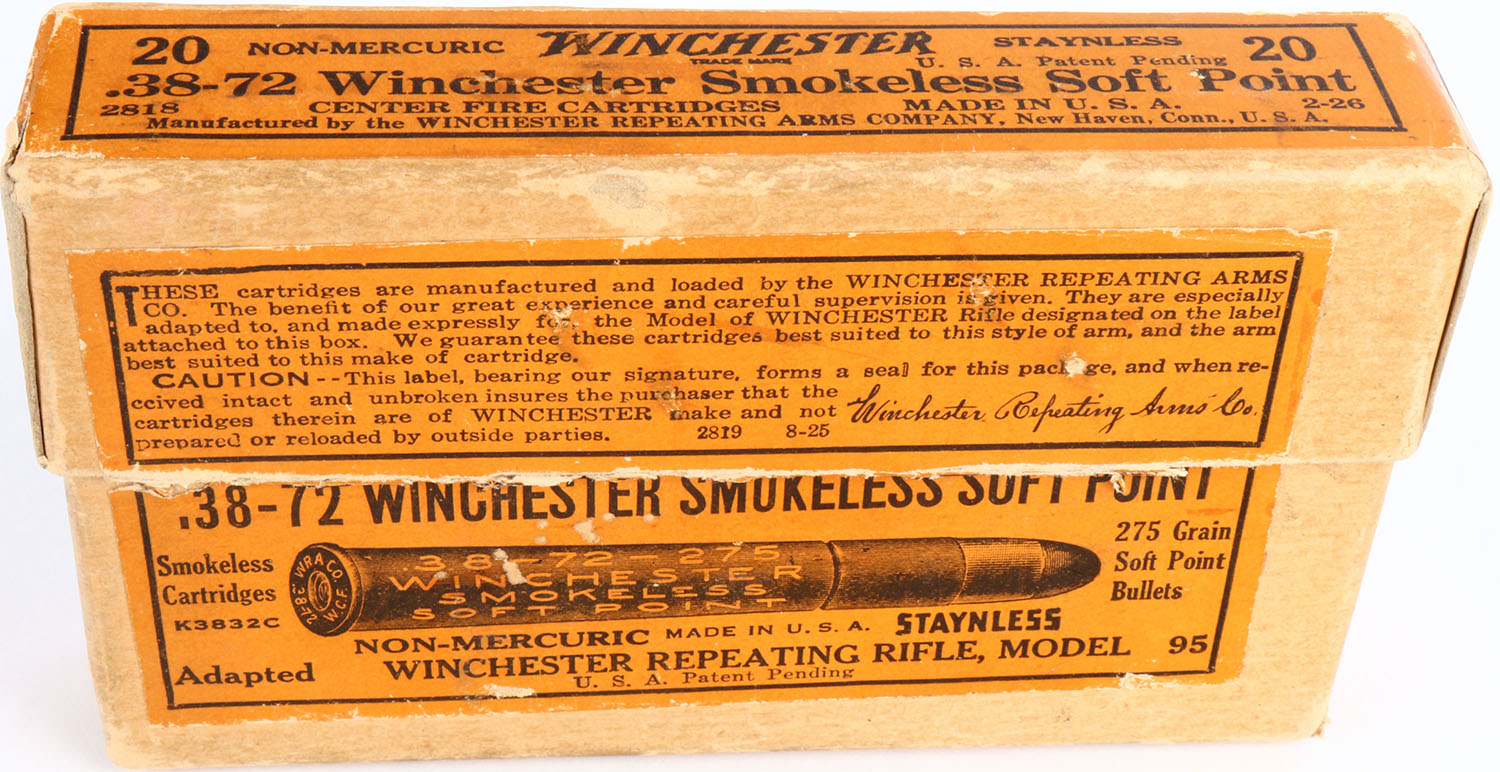 20 NON-MERCURIC WINCHESTER STAYNLESS 20
TRADE MARK U. S. A. Patent Pending
.38-72 Winchester Smokeless Soft Point
2818 CENTER FIRE CARTRIDGES MADE IN U. S. A. 2-26
Manufactured by the WINCHESTER REPEATING ARMS COMPANY, New Haven, Conn., U. S. A.
THESE cartridges are manufactured and loaded by the WINCHESTER REPEATING ARMS
CO. The benefit of our great experience and careful supervision is given. They are especially
adapted to, and made expressly for, the Model of WINCHESTER Rifle designated on the label
attached to this box. We guarantee these cartridges best suited to this style of arm, and the arm
best suited to this make of cartridge.
CAUTION--This label, bearing our signature, forms a seal for this package, and when re-
ceived intact and unbroken insures the purchaser that the
cartridges therein are of WINCHESTER make and not
prepared or reloaded by outside parties. 2819 8-25
Winchester Repeating Arms Co.
.38-72 WINCHESTER SMOKELESS SOFT POINT
Smokeless
Cartridges
K3832C
W.R.A.CO.
38-72
W.C.F.
.38-72-275
WINCHESTER
SMOKELESS
SOFT POINT
275 Grain
Soft Point
Bullets
NON-MERCURIC MADE IN U. S. A. STAYNLESS
Adapted WINCHESTER REPEATING RIFLE, MODEL 95
U. S. A. Patent Pending